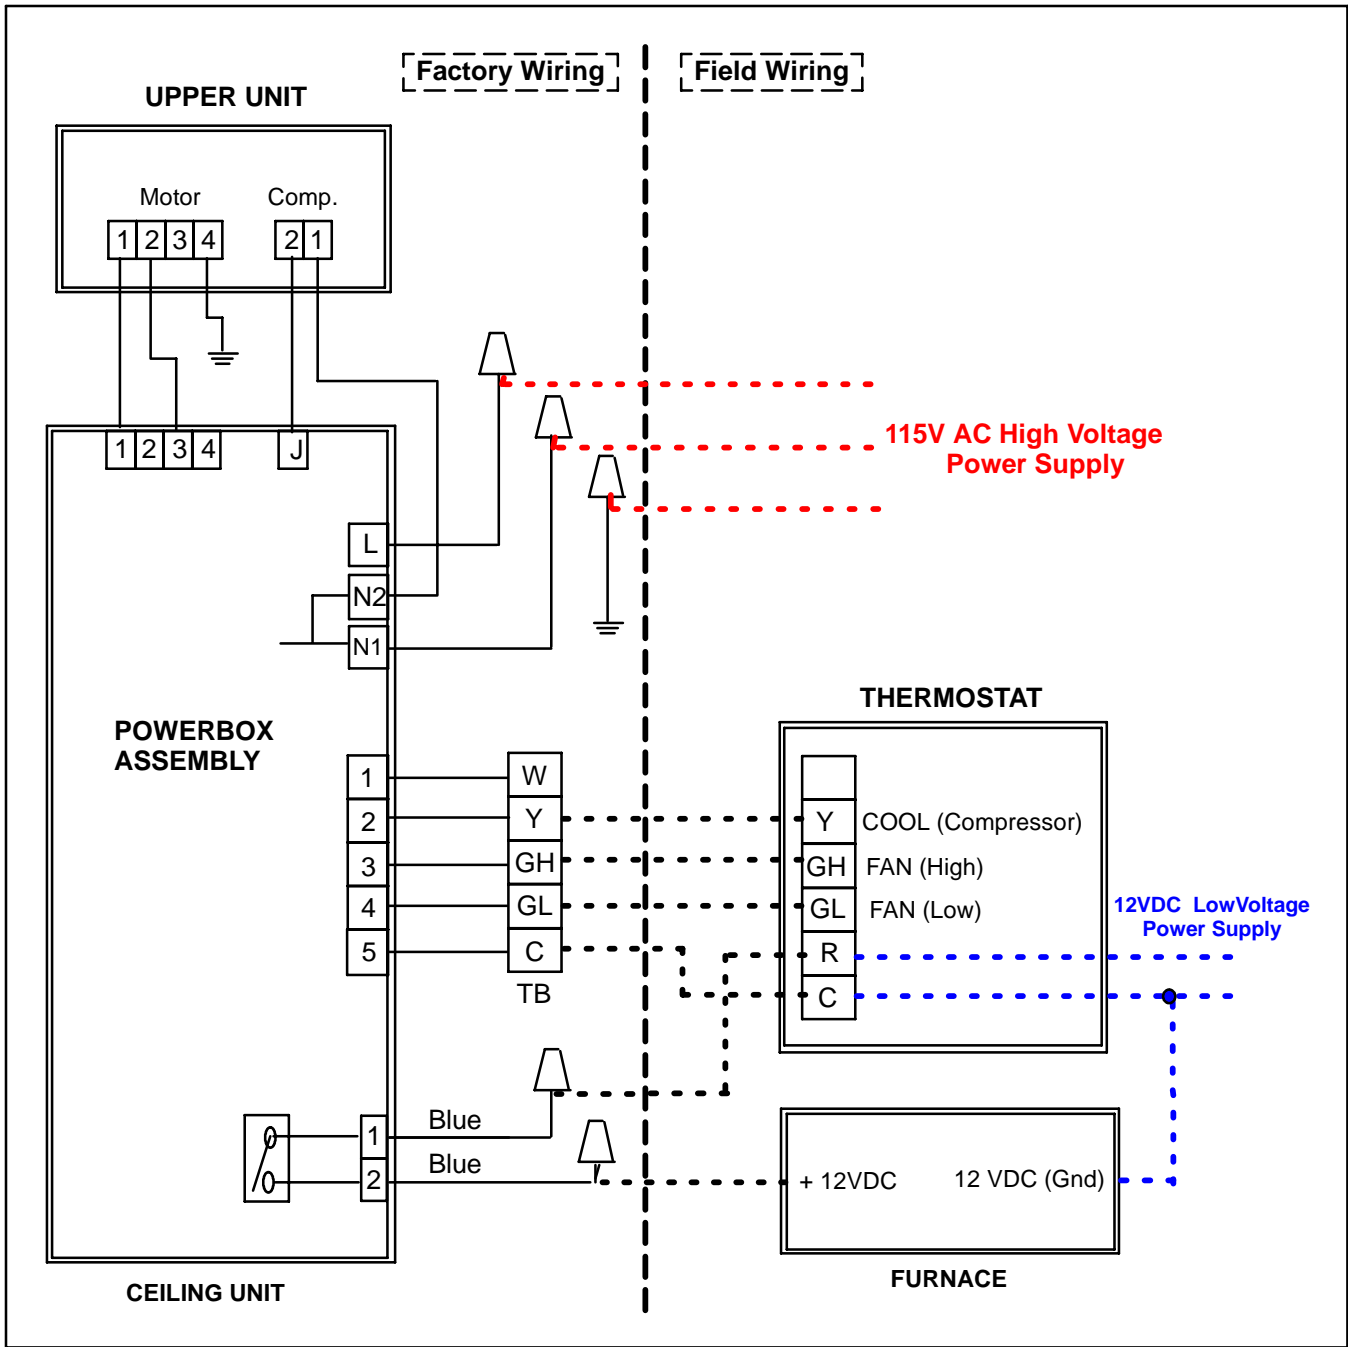 Factory Wiring
Field Wiring
UPPER UNIT
Motor
Comp.
1 2 3 4
2 1
1 2 3 4
J
115V AC High Voltage
Power Supply
L
N2
N1
THERMOSTAT
POWERBOX
ASSEMBLY
1
W
2
Y
Y
COOL (Compressor)
3
GH
GH
FAN (High)
4
GL
GL
FAN (Low)
12VDC LowVoltage
Power Supply
5
C
R
TB
C
1
Blue
2
Blue
+ 12VDC
12 VDC (Gnd)
CEILING UNIT
FURNACE